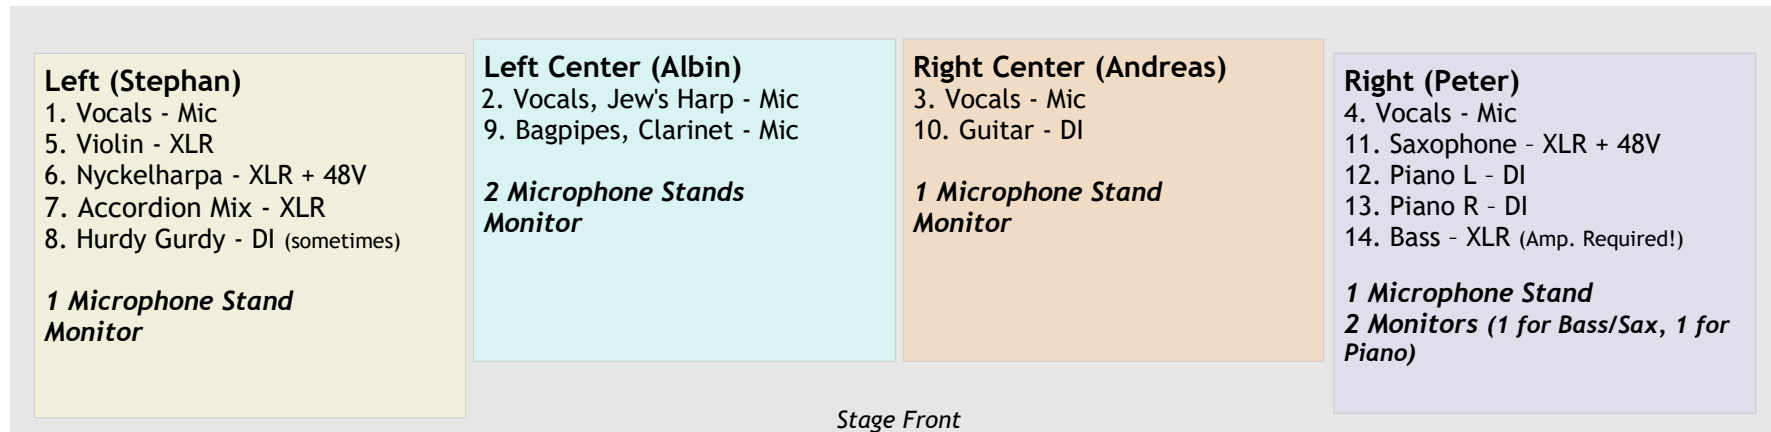 Left (Stephan)
1. Vocals - Mic
5. Violin - XLR
6. Nyckelharpa - XLR + 48V
7. Accordion Mix - XLR
8. Hurdy Gurdy - DI (sometimes)
1 Microphone Stand
Monitor
Left Center (Albin)
2. Vocals, Jew's Harp - Mic
9. Bagpipes, Clarinet - Mic
2 Microphone Stands
Monitor
Right Center (Andreas)
3. Vocals - Mic
10. Guitar - DI
1 Microphone Stand
Monitor
Right (Peter)
4. Vocals - Mic
11. Saxophone – XLR + 48V
12. Piano L – DI
13. Piano R – DI
14. Bass – XLR (Amp. Required!)
1 Microphone Stand
2 Monitors (1 for Bass/Sax, 1 for
Piano)
Stage Front